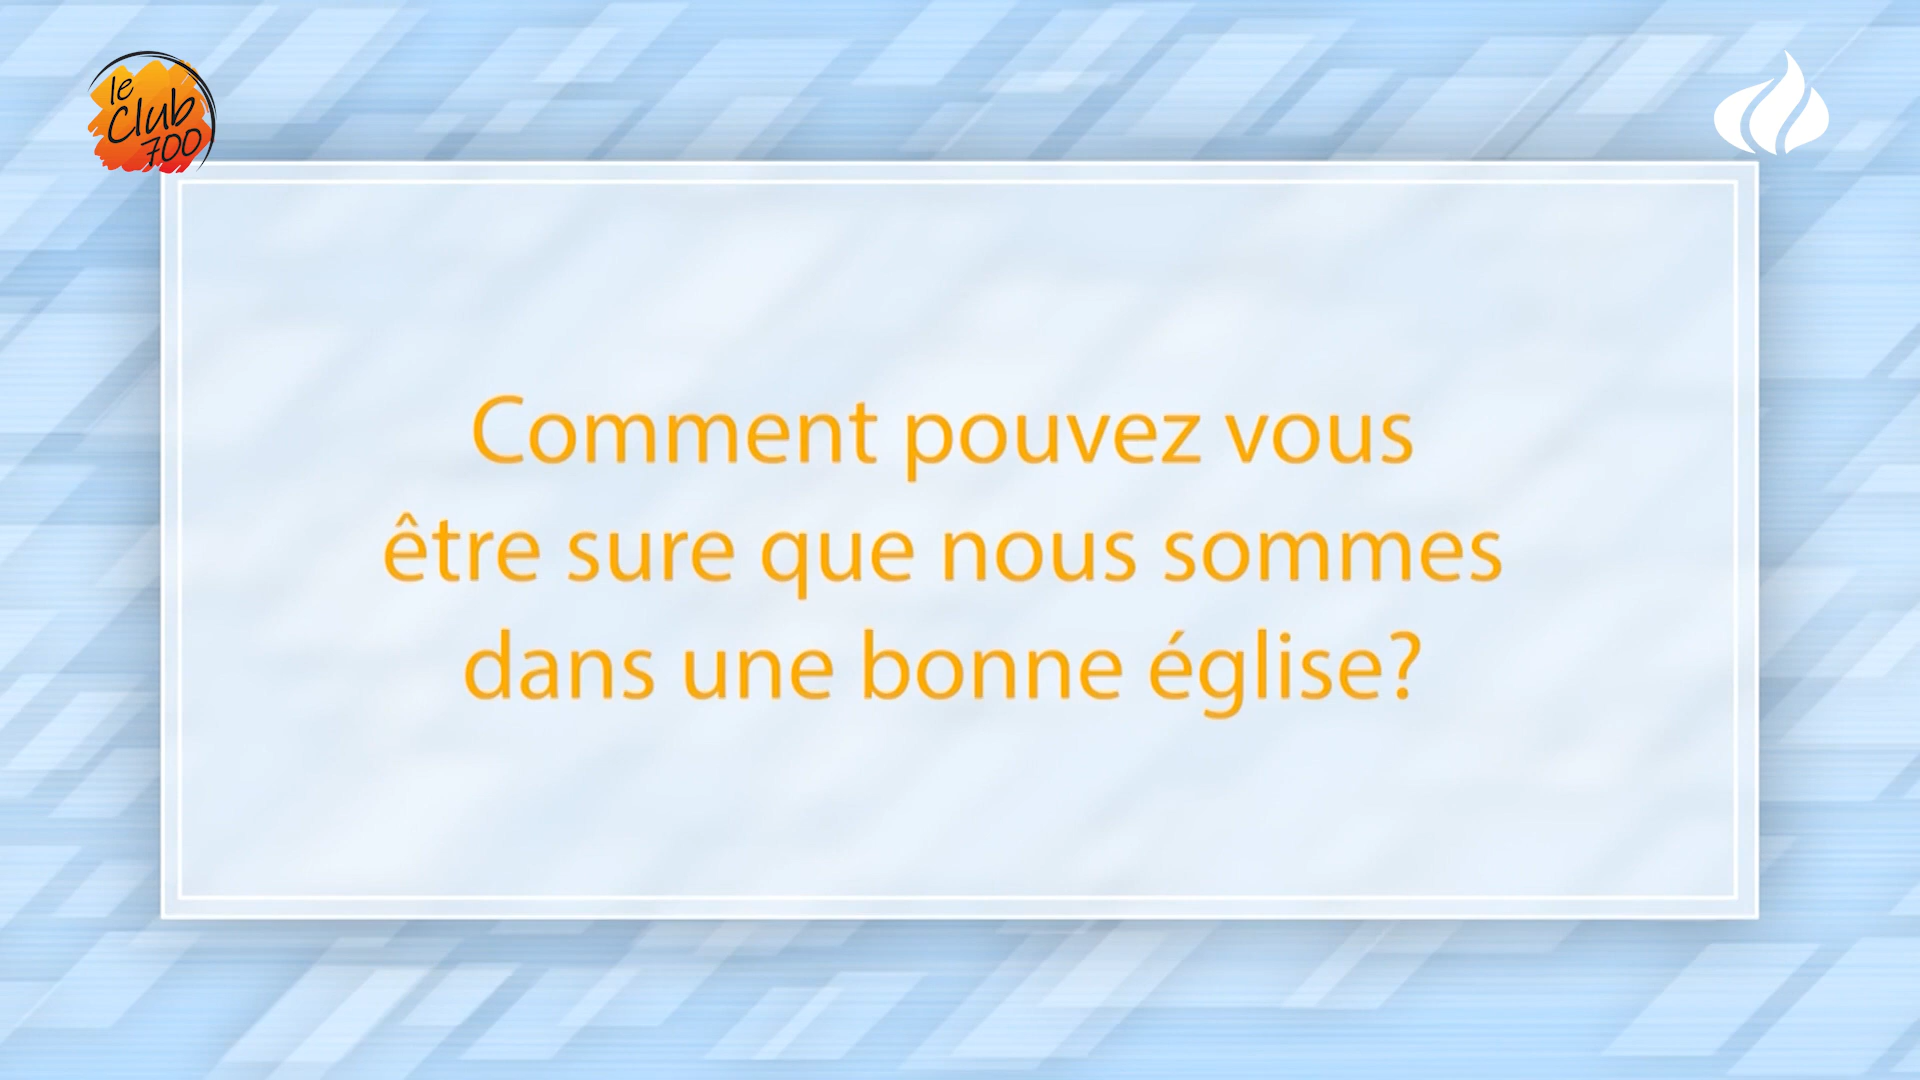 le
Club
700
Comment pouvez vous
être sure que nous sommes
dans une bonne église?